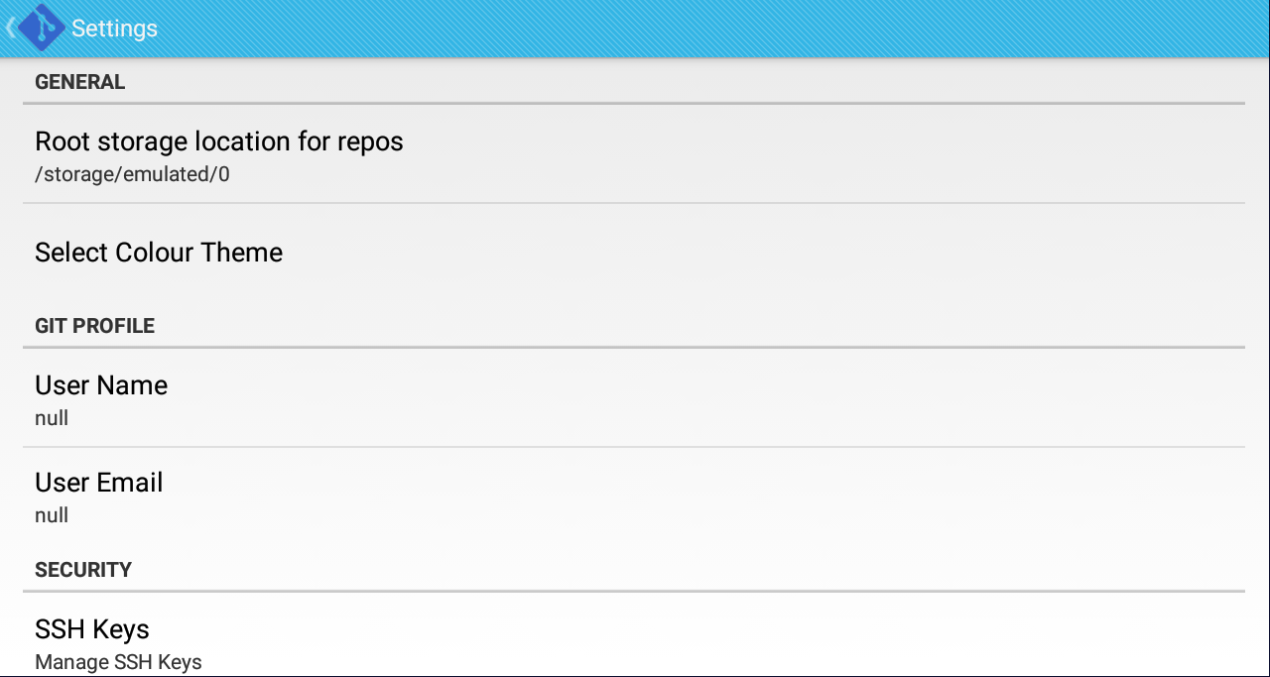 Settings
GENERAL
Root storage location for repos
/storage/emulated/0
Select Colour Theme
GIT PROFILE
User Name
null
User Email
null
SECURITY
SSH Keys
Manage SSH Keys